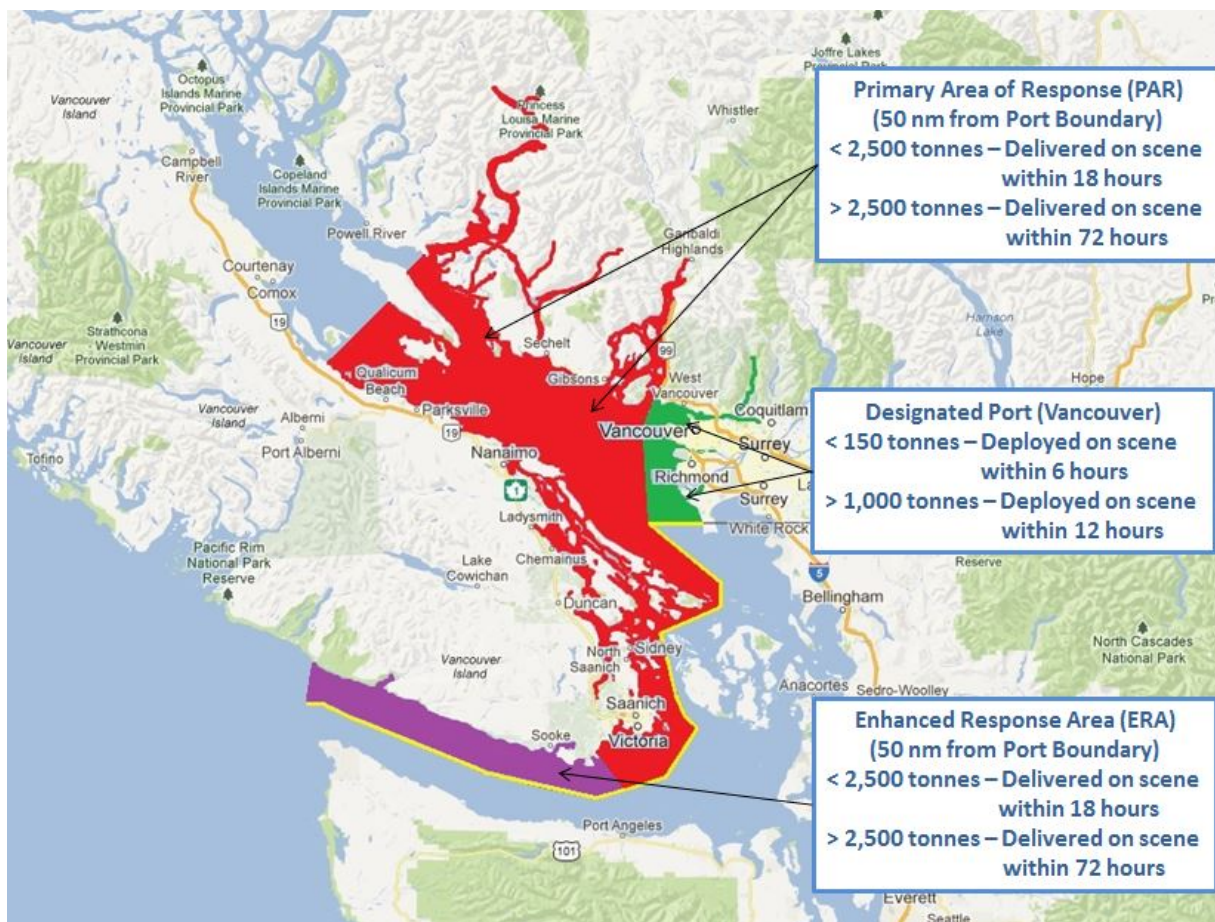 Octopus
Islands Marine
Provincial Park
Vancouver
Island
Campbell
River
Copeland
Islands Marine
Provincial Park
Princess
Louisa Marine
Provincial Park
Whistler
Joffre Lakes
Provincial Park
Powell River
Garibaldi
Highlands
Courtenay
Comox
19
Strathcona
- Westmin
Provincial Park
Vancouver
Island
Sechelt
Gibsons
99
West
Vancouver
Harrison
Lake
Hope
Qualicum
Beach
Parksville
19
Vancouver
Island
Alberni
Port Alberni
Tofino
Nanaimo
1
Ladysmith
Vancouver
Coquitlam
Surrey
Richmond
Surrey
White Rock
La
Pr
Pacific Rim
National Park
Reserve
Lake
Cowichan
Chemainus
Duncan
Reserve
5
Bellingham
North Cascades
National Park
North
Saanich
Sidney
Vancouver
Island
Saanich
Victoria
Sooke
Anacortes
Sedro-Woolley
Port Angeles
101
Everett
Seattle
Primary Area of Response (PAR)
(50 nm from Port Boundary)
< 2,500 tonnes – Delivered on scene
within 18 hours
> 2,500 tonnes – Delivered on scene
within 72 hours
Designated Port (Vancouver)
< 150 tonnes – Deployed on scene
within 6 hours
> 1,000 tonnes – Deployed on scene
within 12 hours
Enhanced Response Area (ERA)
(50 nm from Port Boundary)
< 2,500 tonnes – Delivered on scene
within 18 hours
> 2,500 tonnes – Delivered on scene
within 72 hours